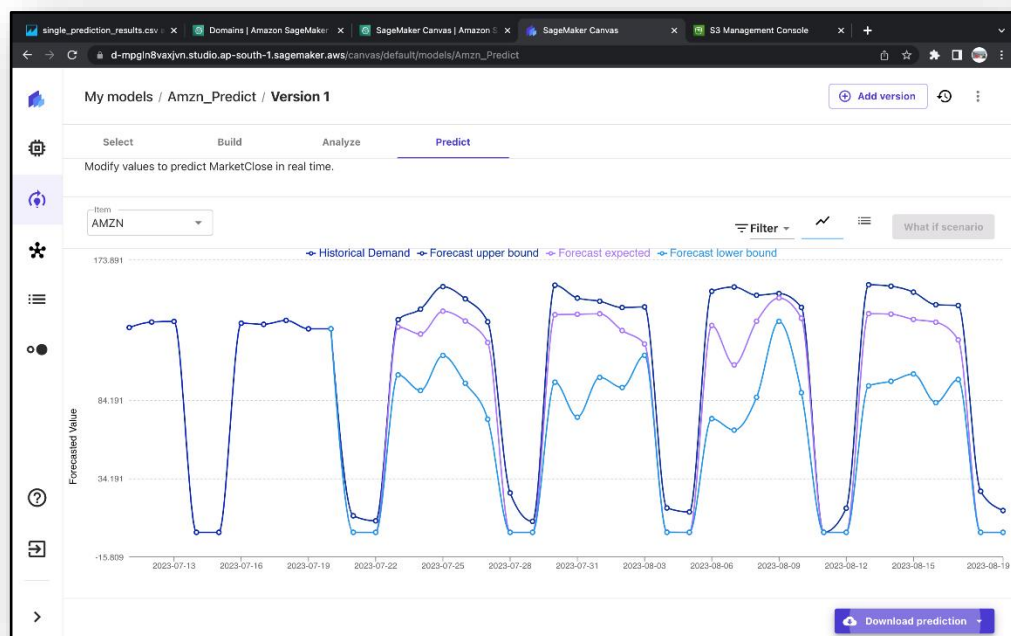 single_prediction_results.csv
Domains | Amazon SageMaker
SageMaker Canvas | Amazon S
SageMaker Canvas
S3 Management Console
d-mpgln8vaxjvn.studio.ap-south-1.sagemaker.aws/canvas/default/models/Amzn_Predict
My models / Amzn_Predict / Version 1
Add version
Select Build Analyze Predict
Modify values to predict MarketClose in real time.
Item
AMZN
Filter
What if scenario
Historical Demand Forecast upper bound Forecast expected Forecast lower bound
173.891
84.191
34.191
-15.809
Forecasted Value
2023-07-13 2023-07-16 2023-07-19 2023-07-22 2023-07-25 2023-07-28 2023-07-31 2023-08-03 2023-08-06 2023-08-09 2023-08-12 2023-08-15 2023-08-19
Download prediction